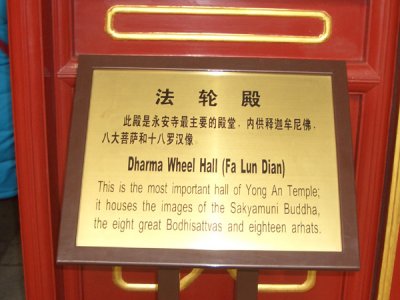 法轮殿
此殿是永安寺最主要的殿堂，内供释迦牟尼佛，
八大菩萨和十八罗汉像。
Dharma Wheel Hall (Fa Lun Dian)
This is the most important hall of Yong An Temple;
it houses the images of the Sakyamuni Buddha,
the eight great Bodhisattvas and eighteen arhats.